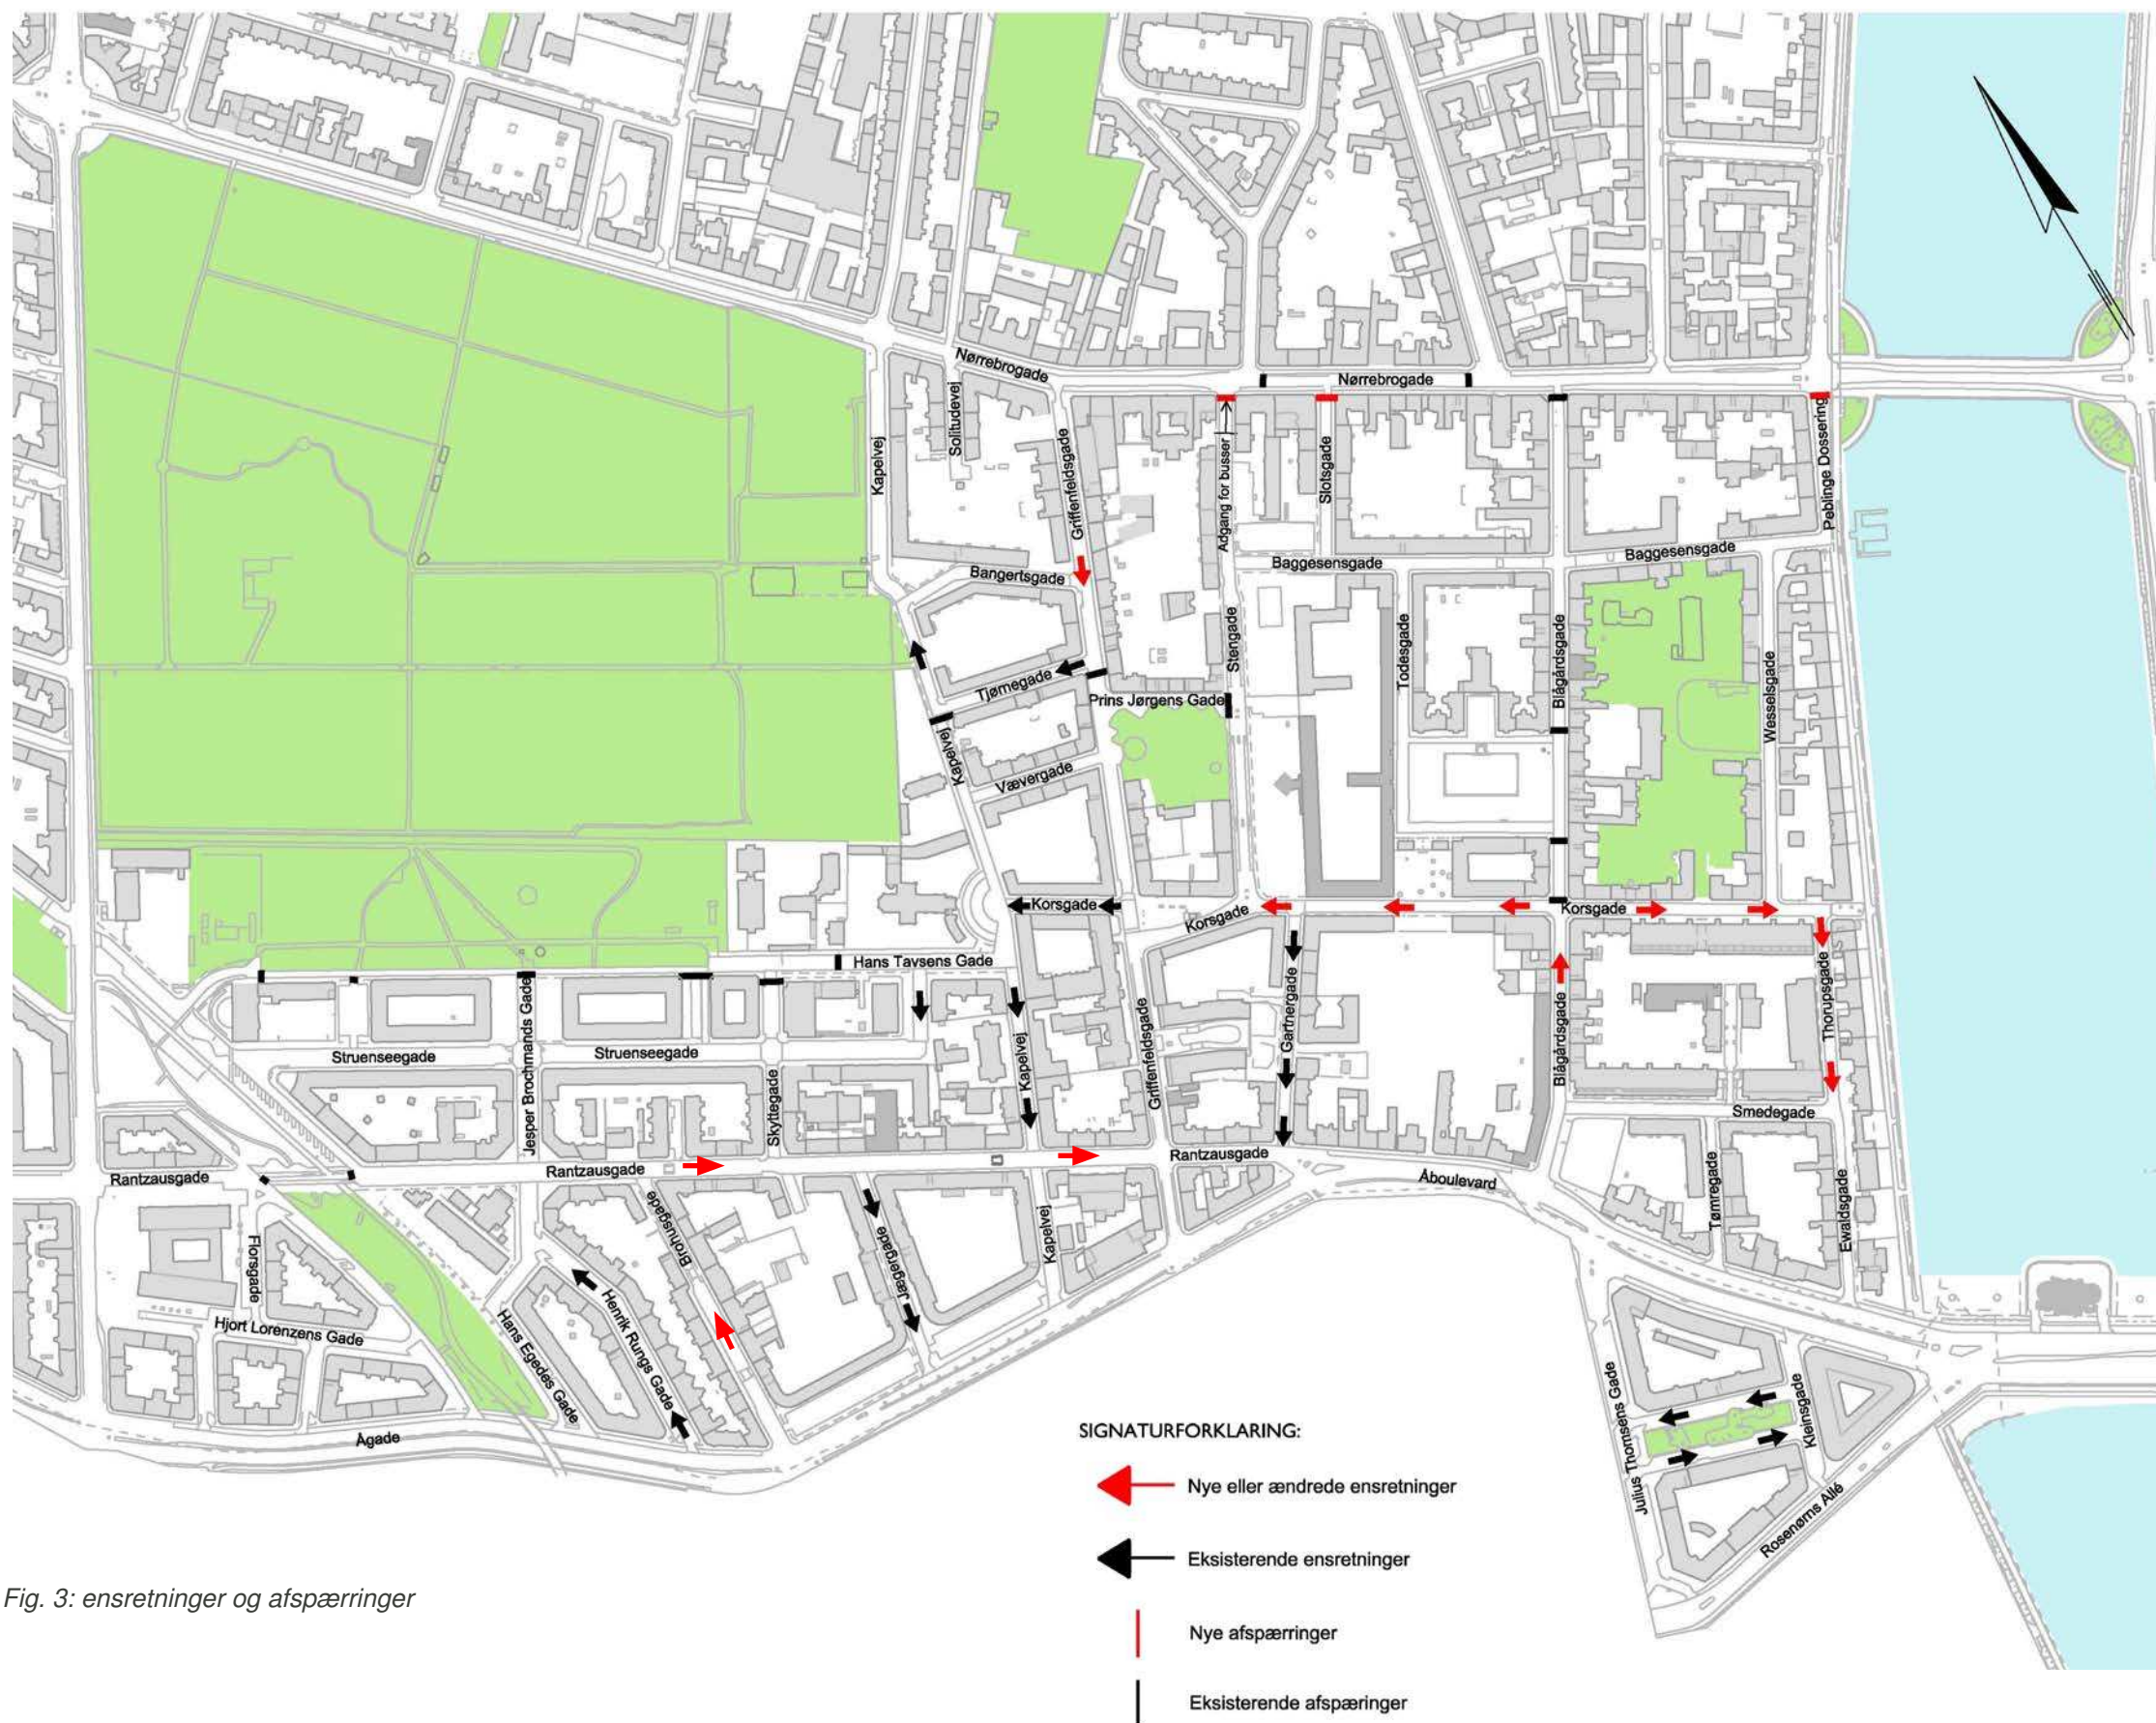 Nørrebrogade
Nørrebrogade
Solitudevej
Kapelvej
Griffenfeldsgade
Adgang for busser
Slotsgade
Peblinge Dossering
Baggesensgade
Baggesensgade
Bangertsgade
Stengade
Todesgade
Blågårdsgade
Wesselsgade
Tjørnegade
Prins Jørgens Gade
Kapelvej
Vævergade
Korsgade
Korsgade
Korsgade
Hans Tavsens Gade
Jesper Brochmands Gade
Struenseegade
Struenseegade
Skyttegade
Kapelvej
Griffenfeldsgade
Gartnergade
Blågårdsgade
Thorupsgade
Smedegade
Rantzausgade
Rantzausgade
Rantzausgade
Åboulevard
Tømregade
Ewaldsgade
Brohusgade
Jægergade
Kapelvej
Florsgade
Hjort Lorenzens Gade
Hans Egedes Gade
Henrik Rungs Gade
Ågade
Julius Thomsens Gade
Kleinsgade
Rosenørns Allé
SIGNATURFORKLARING:
Nye eller ændrede ensretninger
Eksisterende ensretninger
Nye afspærringer
Eksisterende afspæringer
Fig. 3: ensretninger og afspærringer